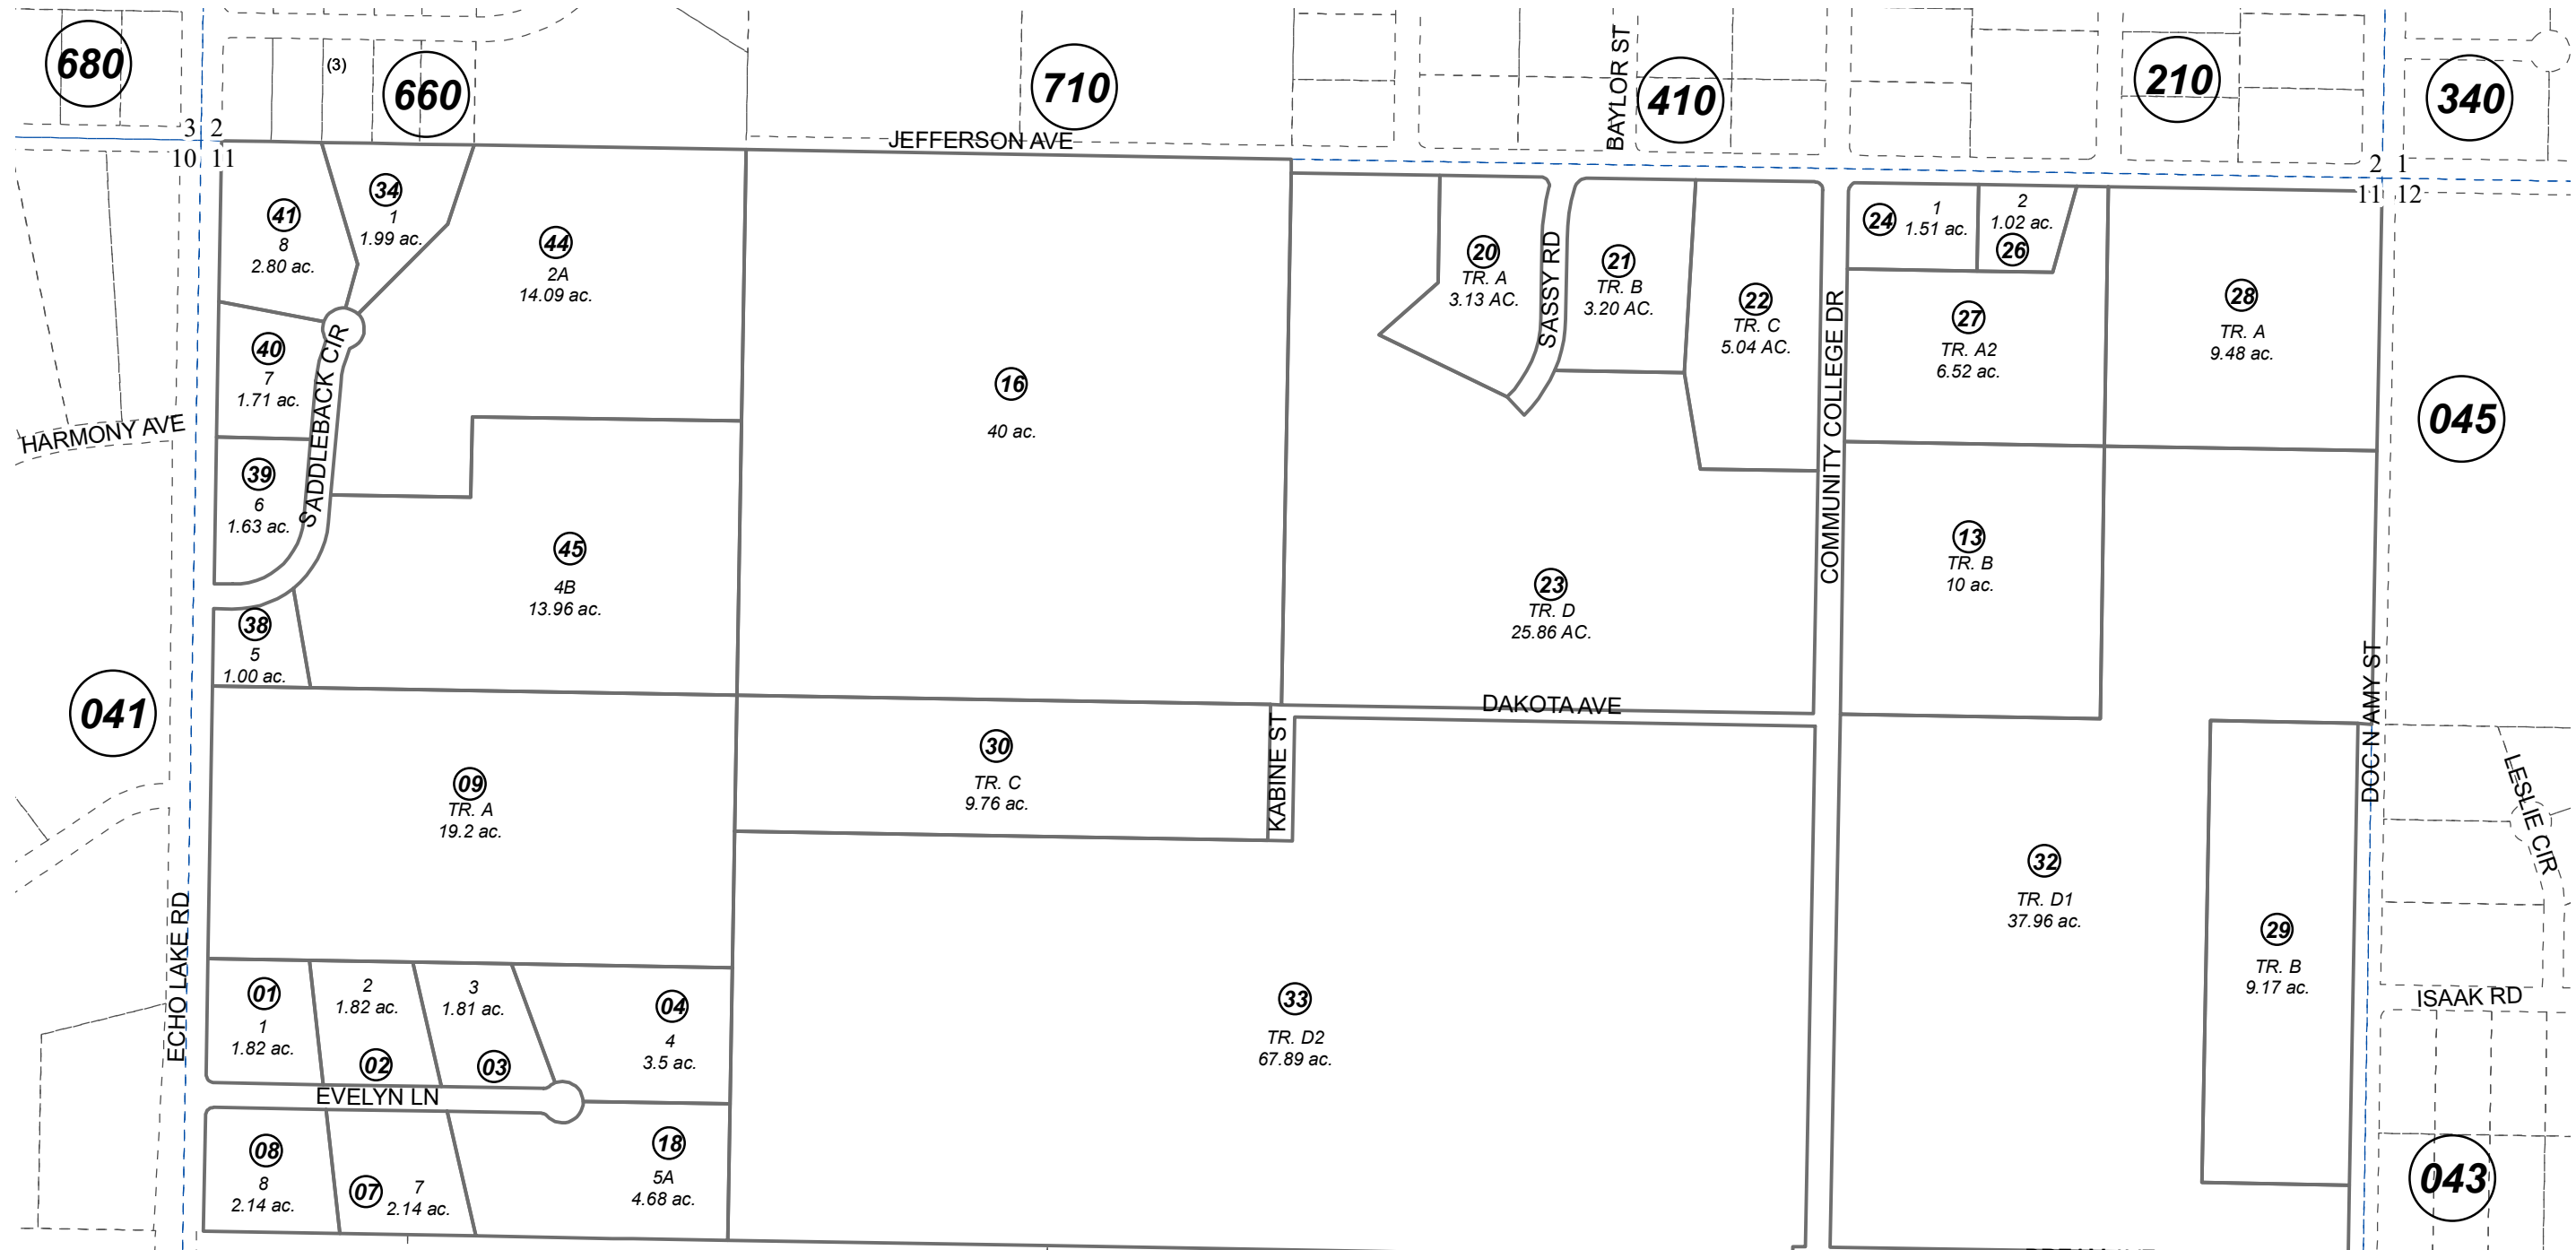 680
(3)
660
710
BAYLOR ST
410
210
340
3 2
10 11
JEFFERSON AVE
2 1
11 12
41
8
2.80 ac.
34
1
1.99 ac.
44
2A
14.09 ac.
16
40 ac.
20
TR. A
3.13 AC.
SASSY RD
21
TR. B
3.20 AC.
22
TR. C
5.04 AC.
COMMUNITY COLLEGE DR
24
1
1.51 ac.
2
1.02 ac.
26
27
TR. A2
6.52 ac.
28
TR. A
9.48 ac.
045
40
7
1.71 ac.
SADDLEBACK CIR
HARMONY AVE
39
6
1.63 ac.
45
4B
13.96 ac.
23
TR. D
25.86 AC.
13
TR. B
10 ac.
38
5
1.00 ac.
041
DAKOTA AVE
KABINE ST
DOC N AMY ST
LESLIE CIR
09
TR. A
19.2 ac.
30
TR. C
9.76 ac.
32
TR. D1
37.96 ac.
29
TR. B
9.17 ac.
ISAAK RD
ECHO LAKE RD
01
1
1.82 ac.
2
1.82 ac.
02
3
1.81 ac.
03
04
4
3.5 ac.
33
TR. D2
67.89 ac.
EVELYN LN
08
8
2.14 ac.
07
7
2.14 ac.
18
5A
4.68 ac.
043